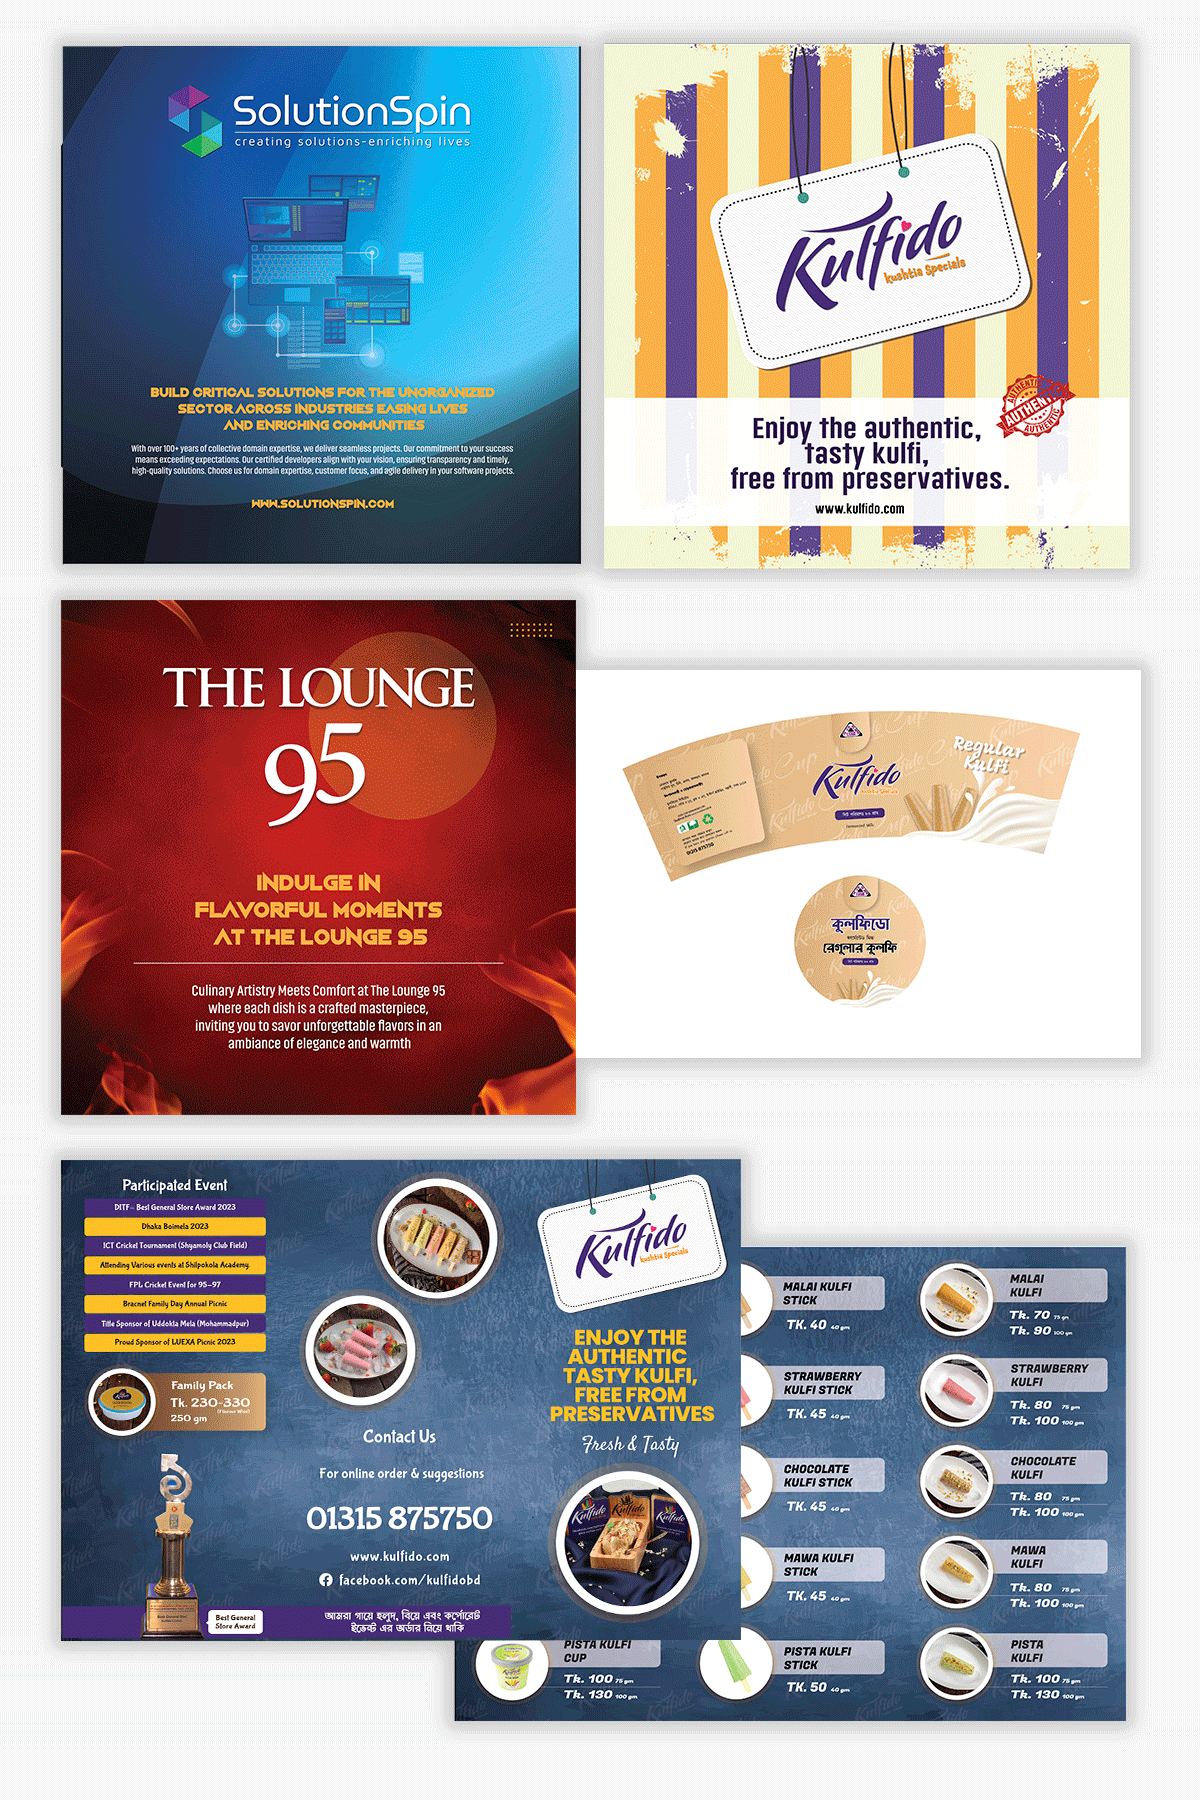 SolutionSpin
creating solutions-enriching lives
BUILD CRITICAL SOLUTIONS FOR THE UNORGANIZED
SECTOR ACROSS INDUSTRIES EASING LIVES
AND ENRICHING COMMUNITIES
With over 100+ years of collective domain expertise, we deliver seamless projects. Our commitment to your success
means exceeding expectations. Our certified developers align with your vision, ensuring transparency and timely,
high-quality solutions. Choose us for domain expertise, customer focus, and agile delivery in your software projects.
WWW.SOLUTIONSPIN.COM
Kulfido
Kushtia Specials
AUTHENTIC
AUTHENTIC
AUTHENTIC
Enjoy the authentic,
tasty kulfi,
free from preservatives.
www.kulfido.com
THE LOUNGE
95
INDULGE IN
FLAVORFUL MOMENTS
AT THE LOUNGE 95
Culinary Artistry Meets Comfort at The Lounge 95
where each dish is a crafted masterpiece,
inviting you to savor unforgettable flavors in an
ambiance of elegance and warmth
Kulfido
Kushtia Specials
Regular
Kulfi
01315 875750
কুলফিডো
রেগুলার কুলফি
Participated Event
DITF- Best General Store Award 2023
Dhaka Boimela 2023
ICT Cricket Tournament (Shyamoly Club Field)
Attending Various events at Shilpokola Academy.
FPL Cricket Event for 95-97
Bracnet Family Day Annual Picnic
Title Sponsor of Uddokta Mela (Mohammadpur)
Proud Sponsor of LUEXA Picnic 2023
Family Pack
Tk. 230-330
(Flavour Wise)
250 gm
Best General
Store Award
Contact Us
For online order & suggestions
01315 875750
www.kulfido.com
facebook.com/kulfidobd
আমরা গায়ে হলুদ, বিয়ে এবং কর্পোরেট
ইভেন্ট এর অর্ডার নিয়ে থাকি
Kulfido
Kushtia Specials
ENJOY THE
AUTHENTIC
TASTY KULFI,
FREE FROM
PRESERVATIVES
Fresh & Tasty
Kulfido
Kulfido
Kulfido
MALAI KULFI
STICK
TK. 40 40 gm
STRAWBERRY
KULFI STICK
TK. 45 40 gm
CHOCOLATE
KULFI STICK
TK. 45 40 gm
MAWA KULFI
STICK
TK. 45 40 gm
PISTA KULFI
CUP
Tk. 100 75 gm
Tk. 130 100 gm
PISTA KULFI
STICK
TK. 50 40 gm
MALAI
KULFI
Tk. 70 75 gm
Tk. 90 100 gm
STRAWBERRY
KULFI
Tk. 80 75 gm
Tk. 100 100 gm
CHOCOLATE
KULFI
Tk. 80 75 gm
Tk. 100 100 gm
MAWA
KULFI
Tk. 80 75 gm
Tk. 100 100 gm
PISTA
KULFI
Tk. 100 75 gm
Tk. 130 100 gm